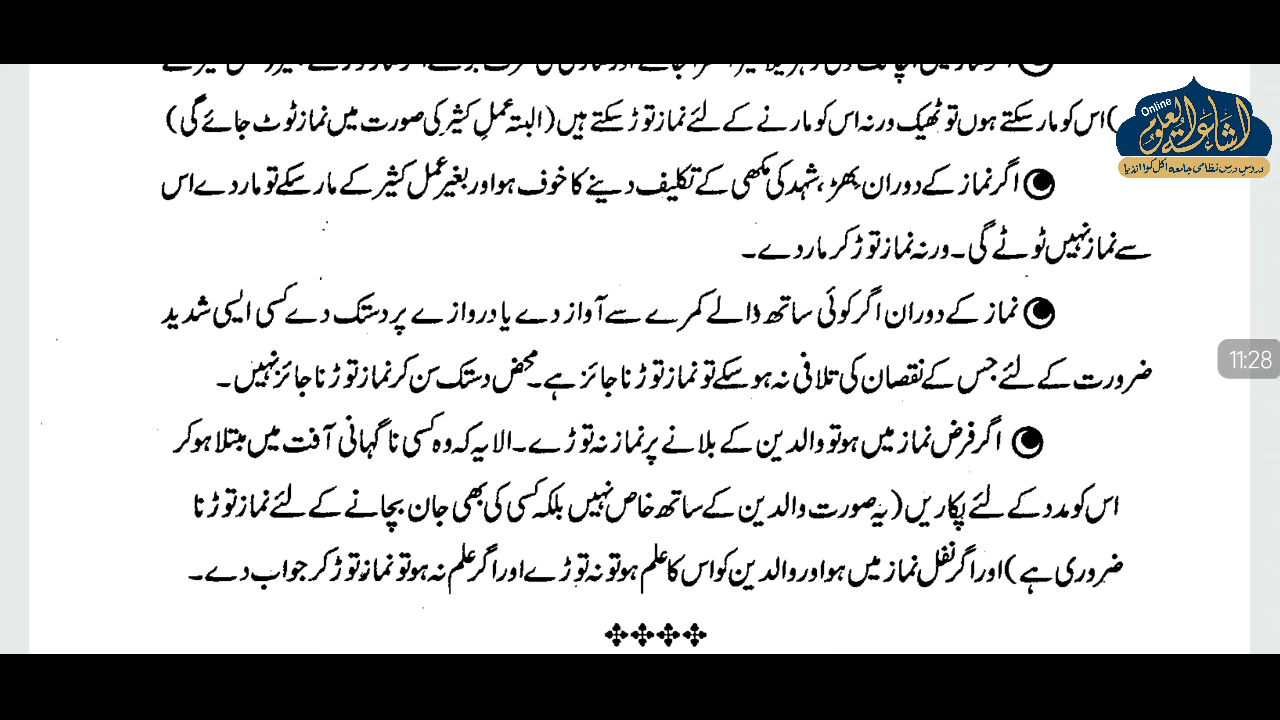 ) اس کو مار سکتے ہوں تو ٹھیک ورنہ اس کو مارنے کے لئے نماز توڑ سکتے ہیں (البتہ عملِ کثیر کی صورت میں نماز ٹوٹ جائے گی)
اگر نماز کے دوران بھڑ، شہد کی مکھی کے تکلیف دینے کا خوف ہو اور بغیر عمل کثیر کے مار سکے تو مار دے اس
سے نماز نہیں ٹوٹے گی۔ ورنہ نماز توڑ کر مار دے۔
نماز کے دوران اگر کوئی ساتھ والے کمرے سے آواز دے یا دروازے پر دستک دے کسی ایسی شدید
ضرورت کے لئے جس کے نقصان کی تلافی نہ ہو سکے تو نماز توڑنا جائز ہے۔ محض دستک سن کر نماز توڑنا جائز نہیں۔
اگر فرض نماز میں ہو تو والدین کے بلانے پر نماز نہ توڑے۔ الا یہ کہ وہ کسی ناگہانی آفت میں مبتلا ہو کر
اس کو مدد کے لئے پکاریں (یہ صورت والدین کے ساتھ خاص نہیں بلکہ کسی کی بھی جان بچانے کے لئے نماز توڑنا
ضروری ہے) اور اگر نفل نماز میں ہو اور والدین کو اس کا علم ہو تو نہ توڑے اور اگر علم نہ ہو تو نماز توڑ کر جواب دے۔
Online
اشاعۃ العلوم
دروسِ درس نظامی جامعہ اکل کوا انڈیا
11:28